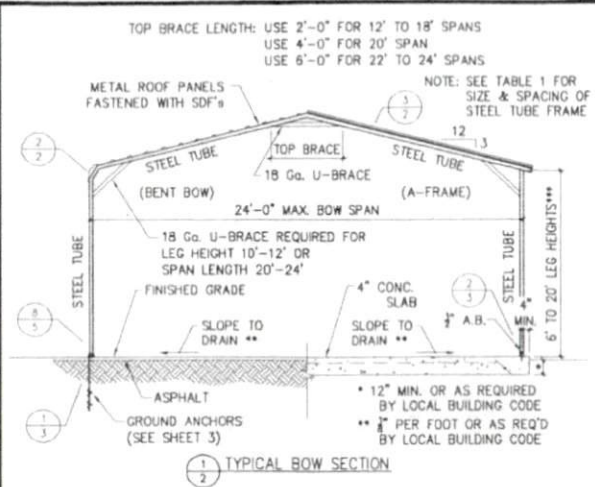 TOP BRACE LENGTH: USE 2'-0" FOR 12' TO 18' SPANS
USE 4'-0" FOR 20' SPAN
USE 6'-0" FOR 22' TO 24' SPANS
METAL ROOF PANELS
FASTENED WITH SDF's
NOTE: SEE TABLE 1 FOR
SIZE & SPACING OF
STEEL TUBE FRAME
3
2
12
3
2
2
STEEL TUBE
TOP BRACE
STEEL TUBE
18 Ga. U-BRACE
(BENT BOW)
(A-FRAME)
24'-0" MAX. BOW SPAN
18 Ga. U-BRACE REQUIRED FOR
LEG HEIGHT 10'-12' OR
SPAN LENGTH 20'-24'
STEEL TUBE
STEEL TUBE
6' TO 20' LEG HEIGHTS***
FINISHED GRADE
4" CONC.
SLAB
2
3
4"
MIN.
A.B.
8
5
SLOPE TO
DRAIN **
SLOPE TO
DRAIN **
*
ASPHALT
GROUND ANCHORS
(SEE SHEET 3)
1
3
* 12" MIN. OR AS REQUIRED
BY LOCAL BUILDING CODE
** PER FOOT OR AS REQ'D
BY LOCAL BUILDING CODE
1
2
TYPICAL BOW SECTION